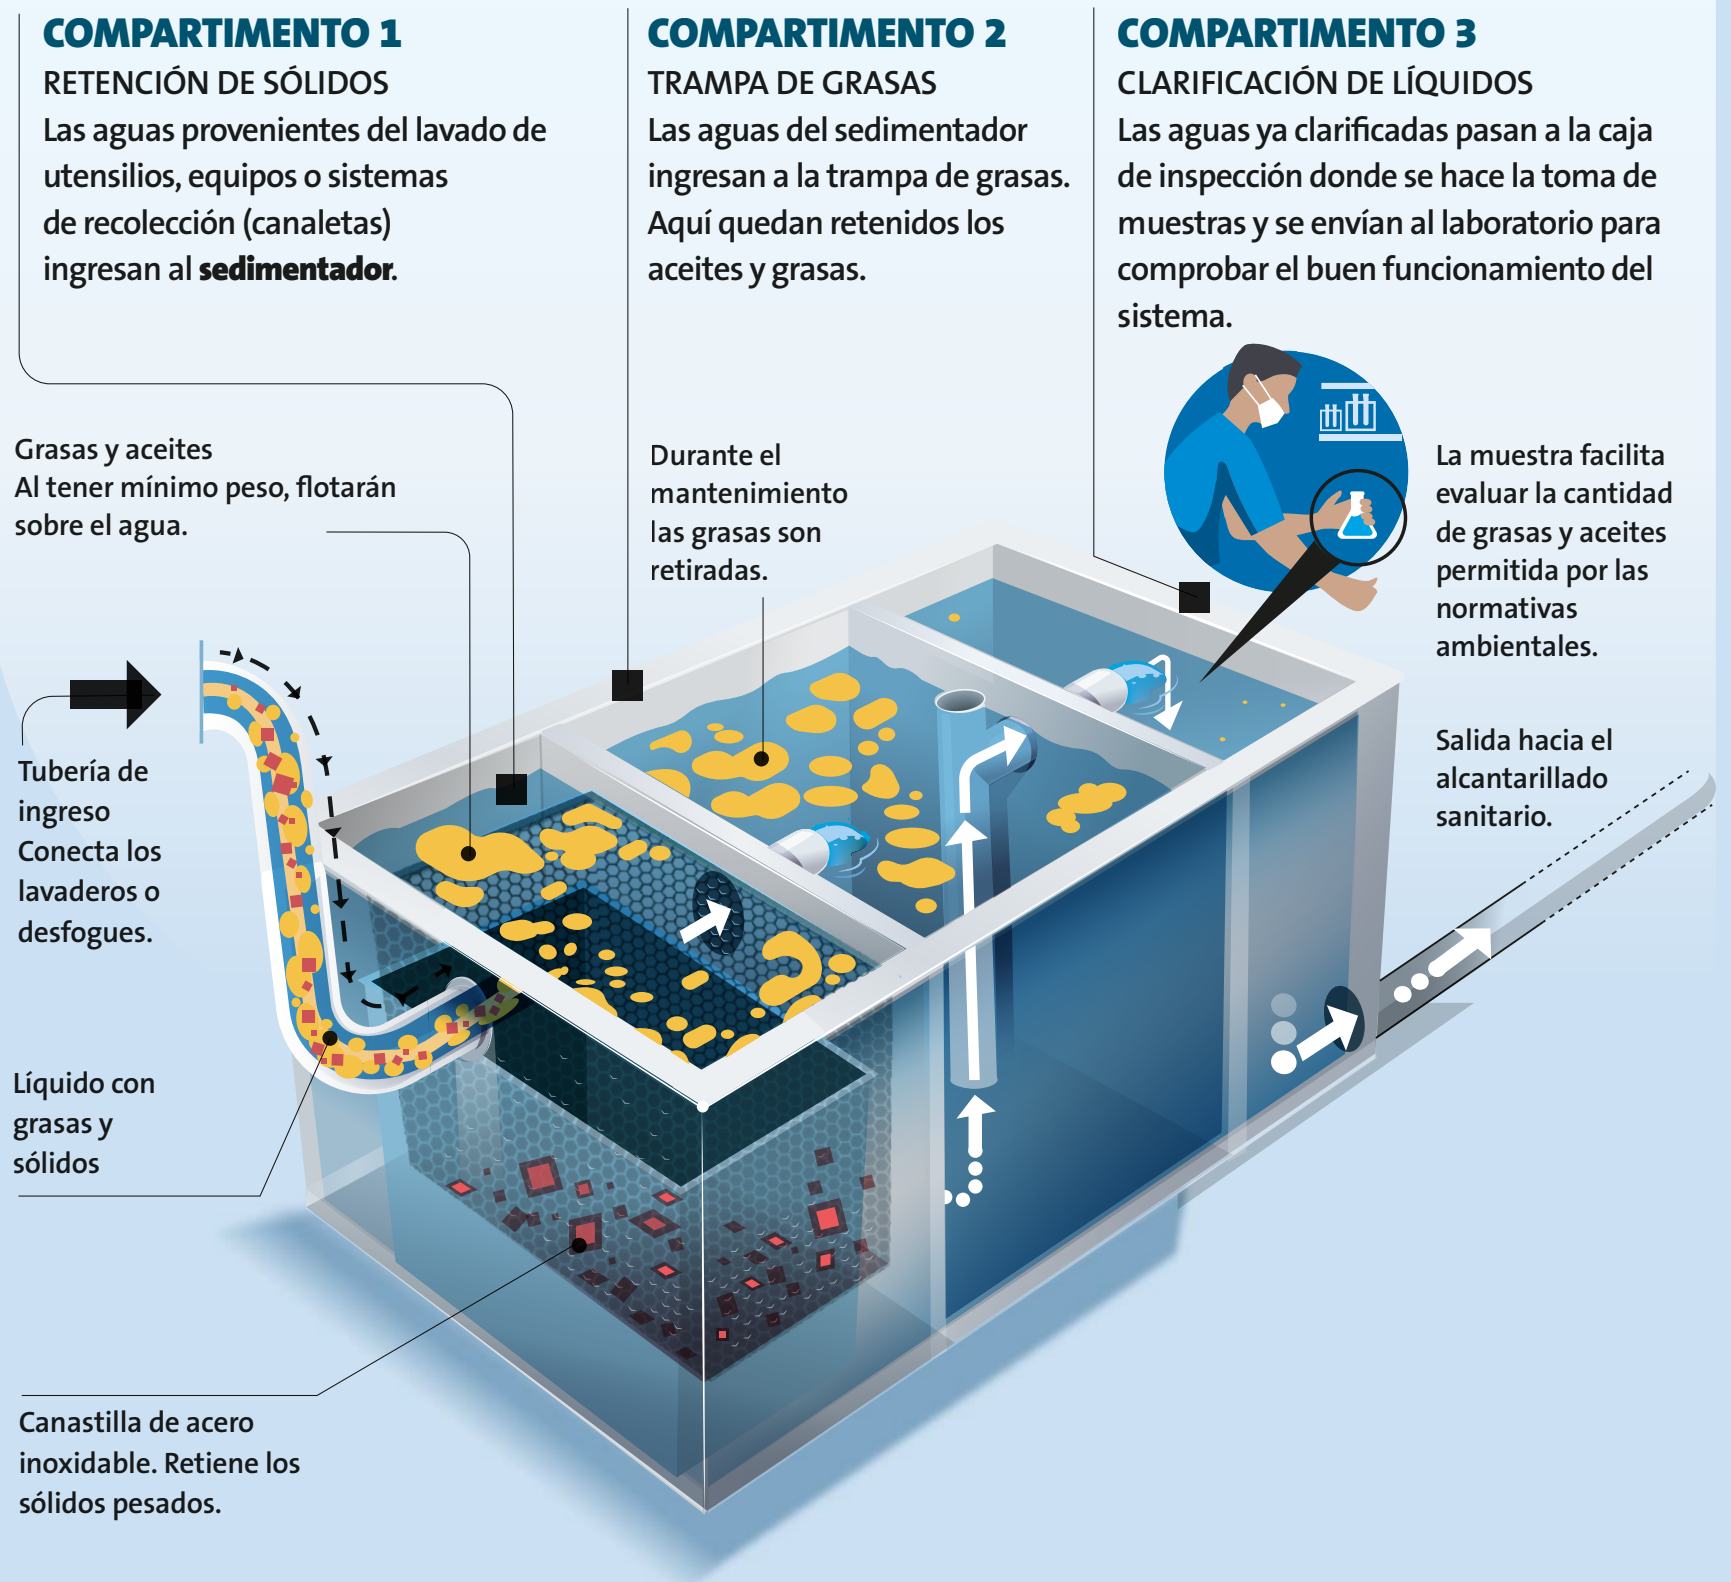 COMPARTIMENTO 1
RETENCIÓN DE SÓLIDOS
Las aguas provenientes del lavado de
utensilios, equipos o sistemas
de recolección (canaletas)
ingresan al sedimentador.
COMPARTIMENTO 2
TRAMPA DE GRASAS
Las aguas del sedimentador
ingresan a la trampa de grasas.
Aquí quedan retenidos los
aceites y grasas.
COMPARTIMENTO 3
CLARIFICACIÓN DE LÍQUIDOS
Las aguas ya clarificadas pasan a la caja
de inspección donde se hace la toma de
muestras y se envían al laboratorio para
comprobar el buen funcionamiento del
sistema.
Grasas y aceites
Al tener mínimo peso, flotarán
sobre el agua.
Durante el
mantenimiento
las grasas son
retiradas.
La muestra facilita
evaluar la cantidad
de grasas y aceites
permitida por las
normativas
ambientales.
Tubería de
ingreso
Conecta los
lavaderos o
desfogues.
Salida hacia el
alcantarillado
sanitario.
Líquido con
grasas y
sólidos
Canastilla de acero
inoxidable. Retiene los
sólidos pesados.